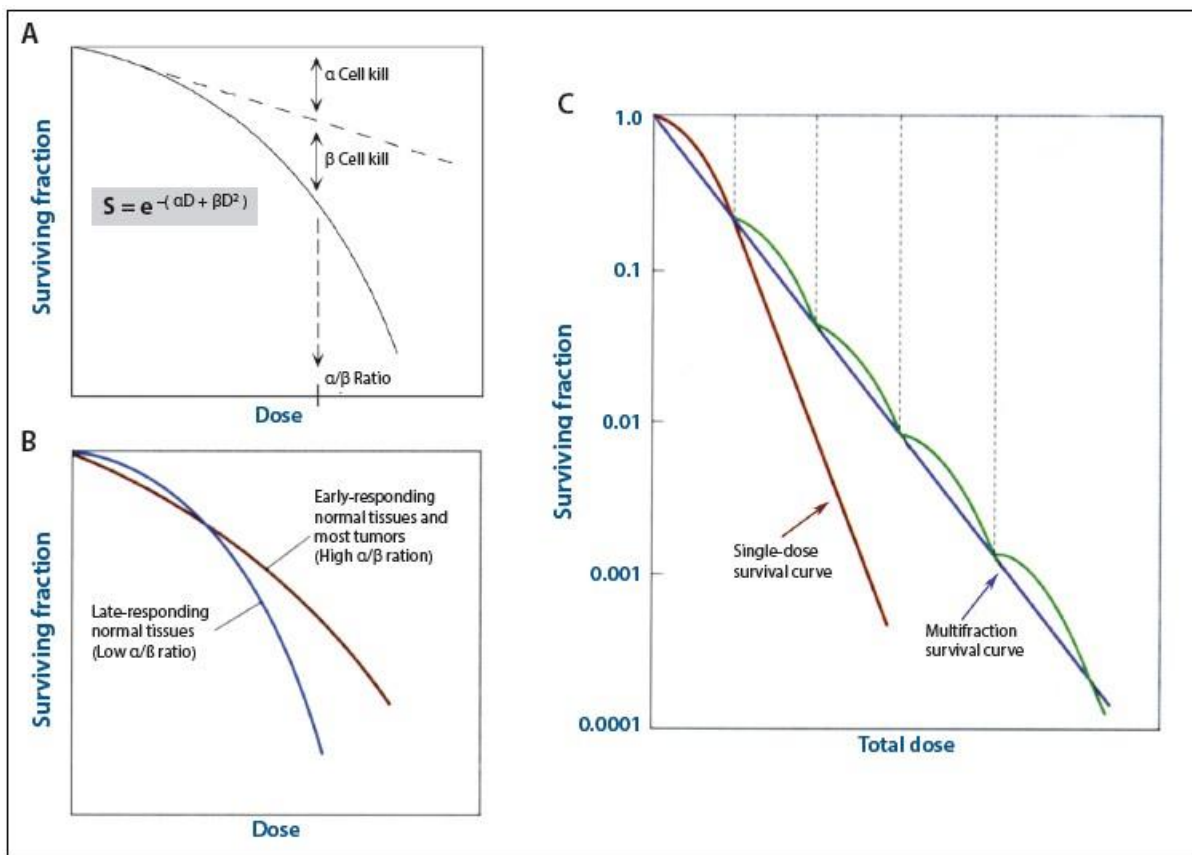 A
Surviving fraction
α Cell kill
β Cell kill
S = e –( αD + βD² )
α/β Ratio
Dose
B
Surviving fraction
Early-responding
normal tissues and
most tumors
(High α/β ration)
Late-responding
normal tissues
(Low α/ß ratio)
Dose
C
Surviving fraction
1.0
0.1
0.01
0.001
0.0001
Single-dose
survival curve
Multifraction
survival curve
Total dose